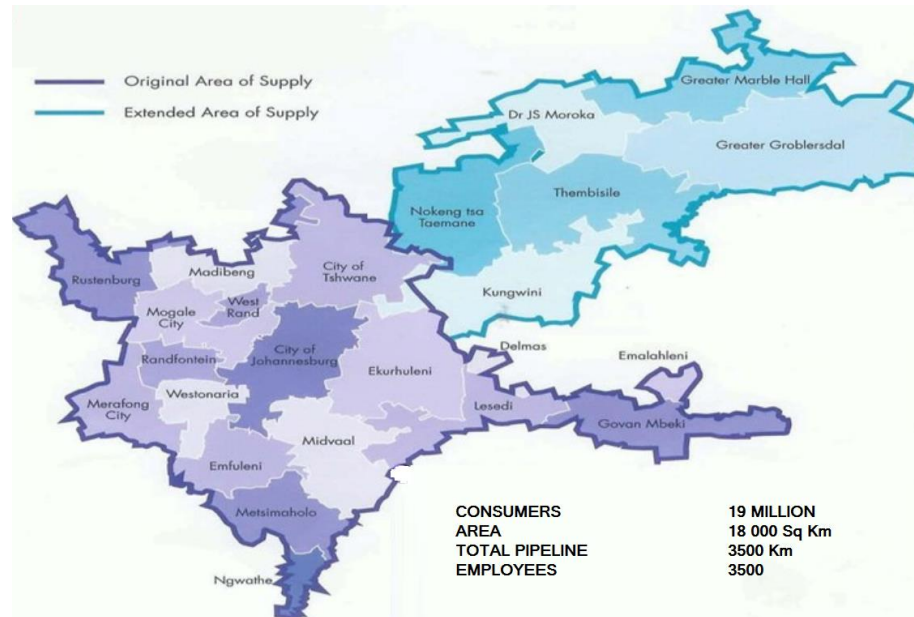 Original Area of Supply
Extended Area of Supply
Greater Marble Hall
Dr JS Moroka
Greater Groblersdal
Thembisile
Nokeng tsa
Taemane
Kungwini
City of
Tshwane
Madibeng
Rustenburg
Mogale
City
West
Rand
City of
Johannesburg
Randfontein
Ekurhuleni
Delmas
Emalahleni
Merafong
City
Westonaria
Lesedi
Govan Mbeki
Midvaal
Emfuleni
Metsimaholo
Ngwathe
CONSUMERS 19 MILLION
AREA 18 000 Sq Km
TOTAL PIPELINE 3500 Km
EMPLOYEES 3500